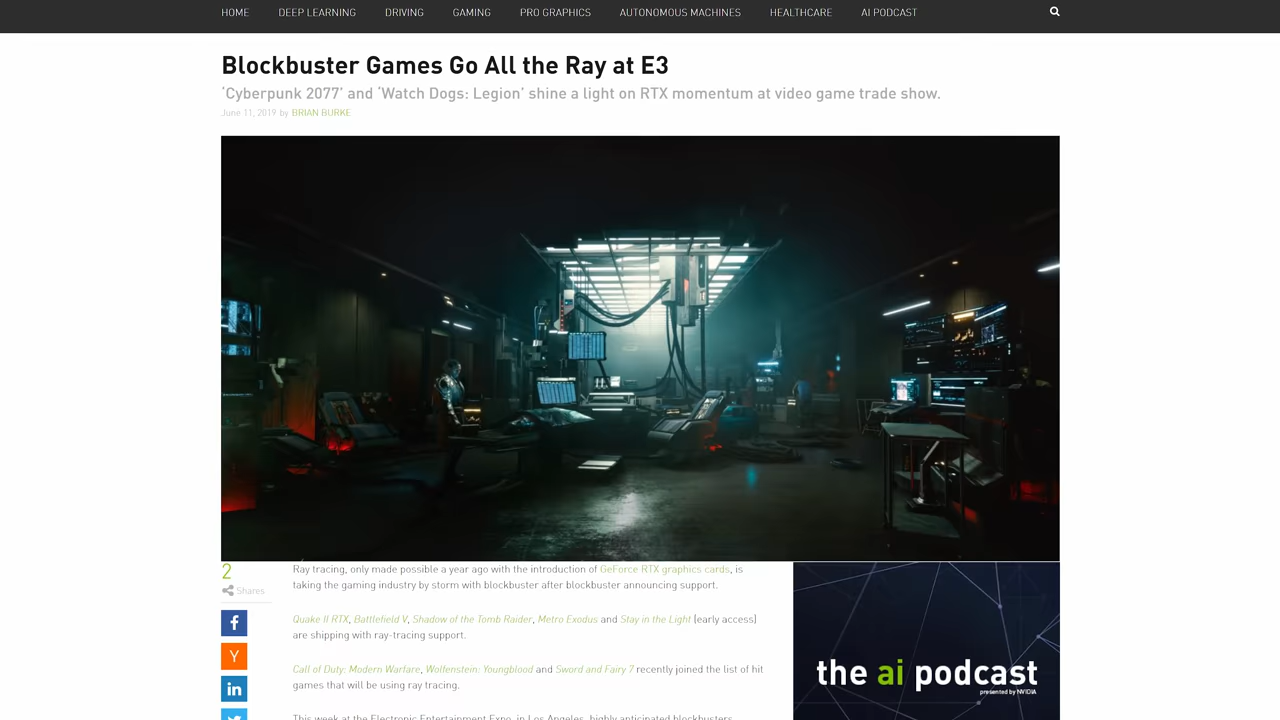 HOME DEEP LEARNING DRIVING GAMING PRO GRAPHICS AUTONOMOUS MACHINES HEALTHCARE AI PODCAST
Blockbuster Games Go All the Ray at E3
‘Cyberpunk 2077’ and ‘Watch Dogs: Legion’ shine a light on RTX momentum at video game trade show.
June 11, 2019 by BRIAN BURKE
2
Shares
Ray tracing, only made possible a year ago with the introduction of GeForce RTX graphics cards, is
taking the gaming industry by storm with blockbuster after blockbuster announcing support.
Quake II RTX, Battlefield V, Shadow of the Tomb Raider, Metro Exodus and Stay in the Light (early access)
are shipping with ray-tracing support.
Call of Duty: Modern Warfare, Wolfenstein: Youngblood and Sword and Fairy 7 recently joined the list of hit
games that will be using ray tracing.
This week at the Electronic Entertainment Expo, in Los Angeles, highly anticipated blockbusters
f
Y
in
the ai podcast
presented by NVIDIA